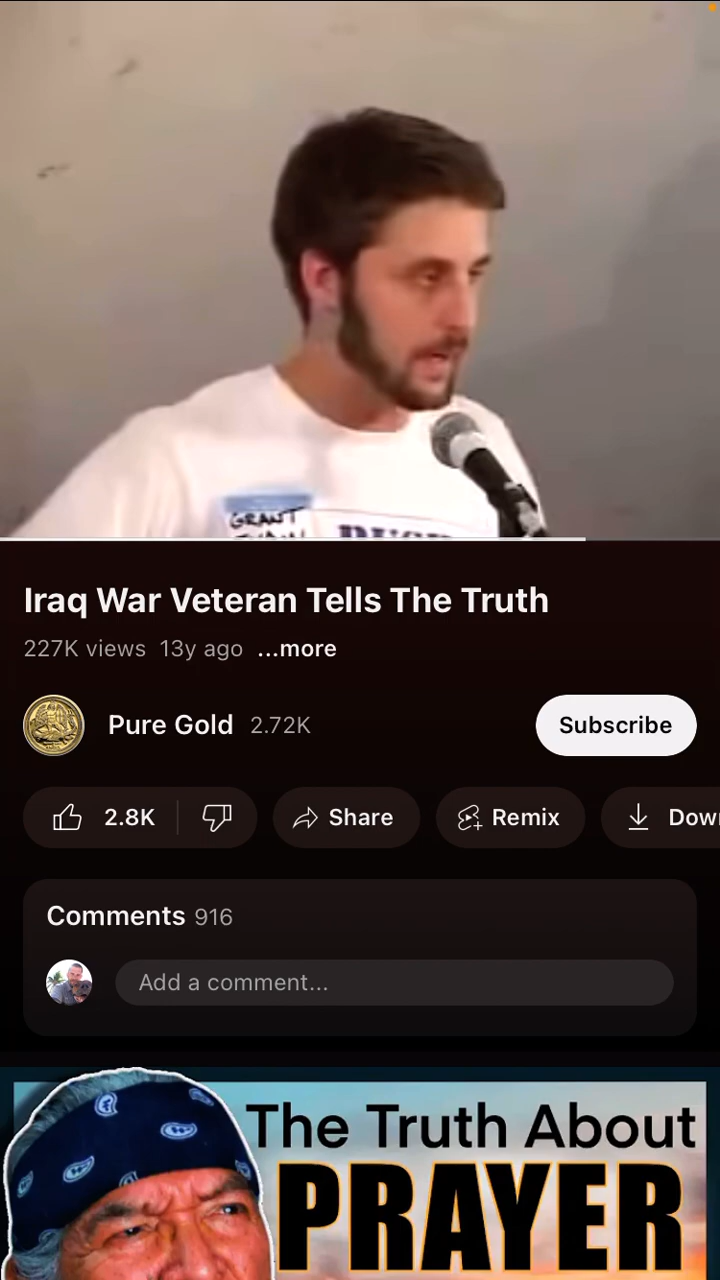 GRANT
Iraq War Veteran Tells The Truth
227K views 13y ago ...more
Pure Gold 2.72K
Subscribe
2.8K
Share
Remix
Dow
Comments 916
Add a comment...
The Truth About
PRAYER